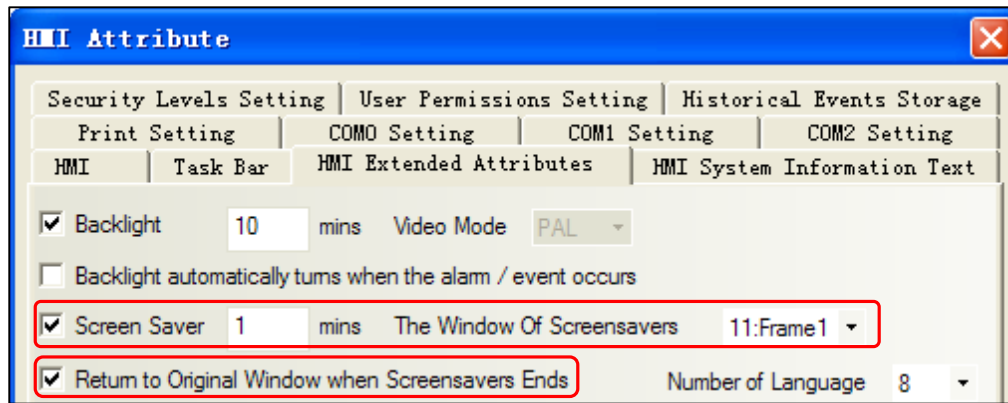 HMI Attribute
Security Levels Setting User Permissions Setting Historical Events Storage
Print Setting COM0 Setting COM1 Setting COM2 Setting
HMI Task Bar HMI Extended Attributes HMI System Information Text
Backlight 10 mins Video Mode PAL
Backlight automatically turns when the alarm / event occurs
Screen Saver 1 mins The Window Of Screensavers 11:Frame1
Return to Original Window when Screensavers Ends Number of Language 8